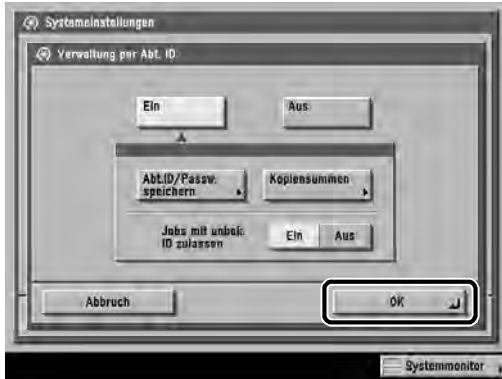 Systemeinstellungen
Verwaltung per Abt. ID
Ein
Aus
Abt.ID/Passw.
speichern
Kopiensummen
Jobs mit unbek.
ID zulassen
Ein
Aus
Abbruch
OK
Systemmonitor